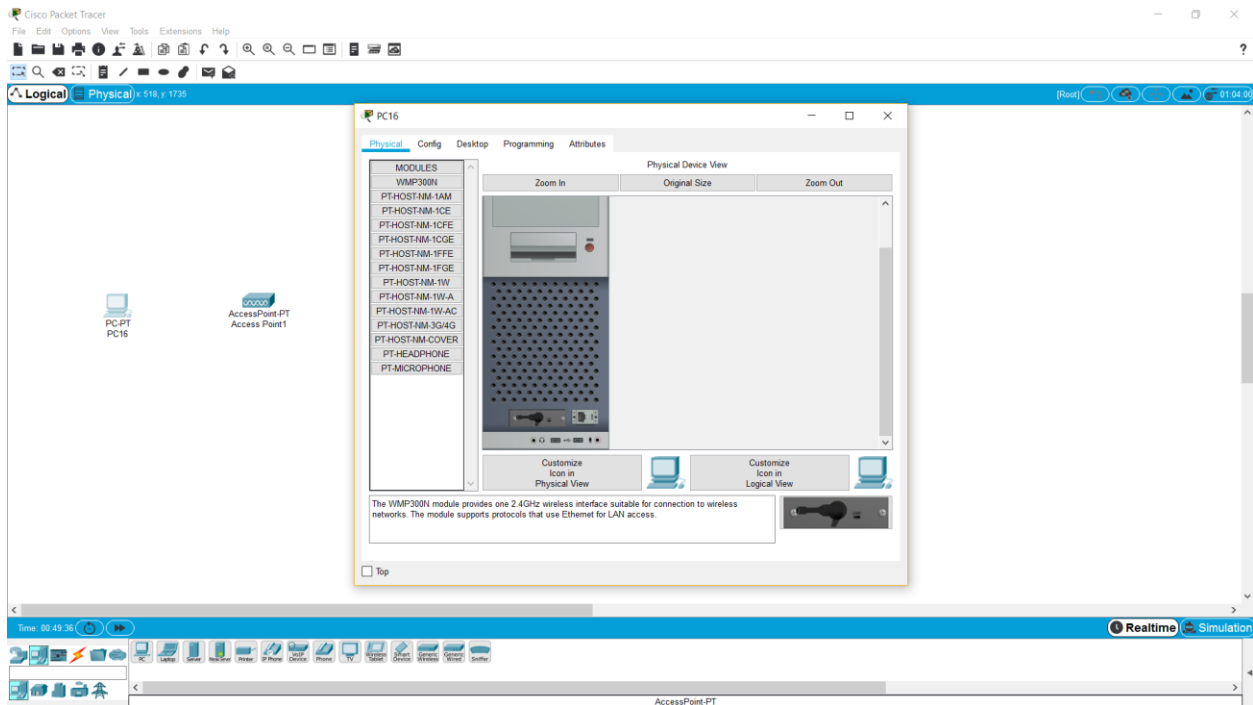 Cisco Packet Tracer
File Edit Options View Tools Extensions Help
?
Logical Physical x: 518, y: 1735 [Root] 01:04:00
PC16
Physical Config Desktop Programming Attributes
MODULES
WMP300N
PT-HOST-NM-1AM
PT-HOST-NM-1CE
PT-HOST-NM-1CFE
PT-HOST-NM-1CGE
PT-HOST-NM-1FFE
PT-HOST-NM-1FGE
PT-HOST-NM-1W
PT-HOST-NM-1W-A
PT-HOST-NM-1W-AC
PT-HOST-NM-3G/4G
PT-HOST-NM-COVER
PT-HEADPHONE
PT-MICROPHONE
Physical Device View
Zoom In Original Size Zoom Out
PC-PT
PC16
AccessPoint-PT
Access Point1
Customize
Icon in
Physical View
Customize
Icon in
Logical View
The WMP300N module provides one 2.4GHz wireless interface suitable for connection to wireless
networks. The module supports protocols that use Ethernet for LAN access.
Top
Time: 00:49:36 Realtime Simulation
PC Laptop Server Printer IP Phone VoIP Device Phone TV Wireless Tablet Smart Device Generic Wireless Generic Wired Sniffer
AccessPoint-PT